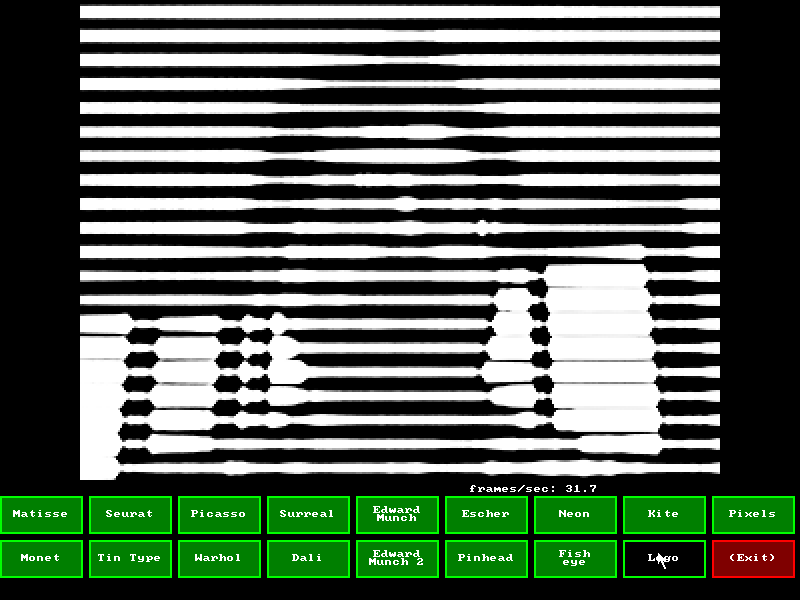 frames/sec: 31.7
Matisse
Seurat
Picasso
Surreal
Edward
Munch
Escher
Neon
Kite
Pixels
Monet
Tin Type
Warhol
Dali
Edward
Munch 2
Pinhead
Fish
eye
Logo
(Exit)